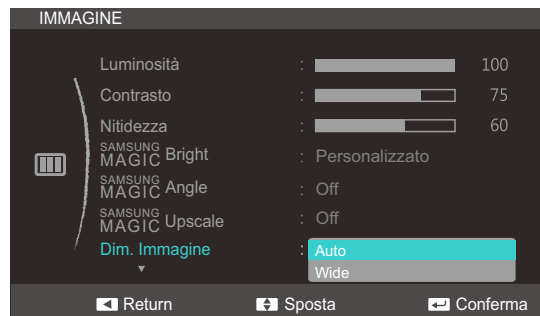 IMMAGINE
Luminosità : 100
Contrasto : 75
Nitidezza : 60
SAMSUNG MAGIC Bright : Personalizzato
SAMSUNG MAGIC Angle : Off
SAMSUNG MAGIC Upscale : Off
Dim. Immagine : Auto
Wide
Return Sposta Conferma